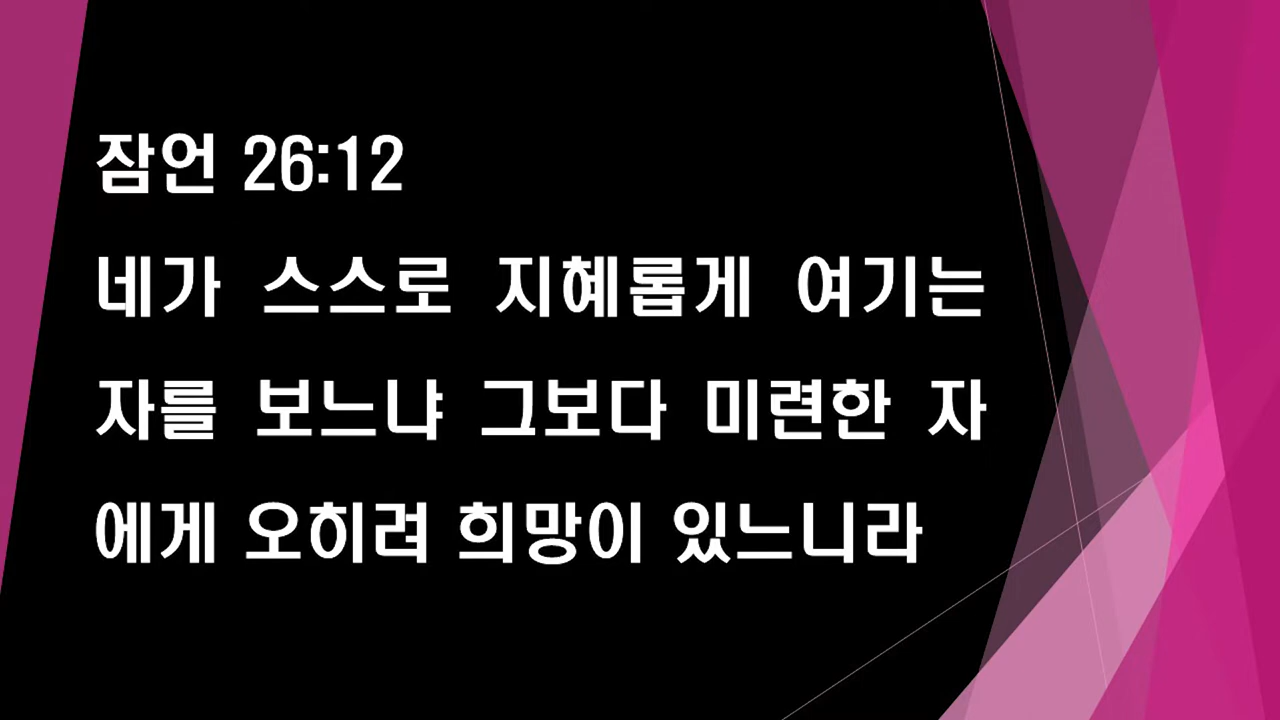 잠언 26:12
네가 스스로 지혜롭게 여기는
자를 보느냐 그보다 미련한 자
에게 오히려 희망이 있느니라